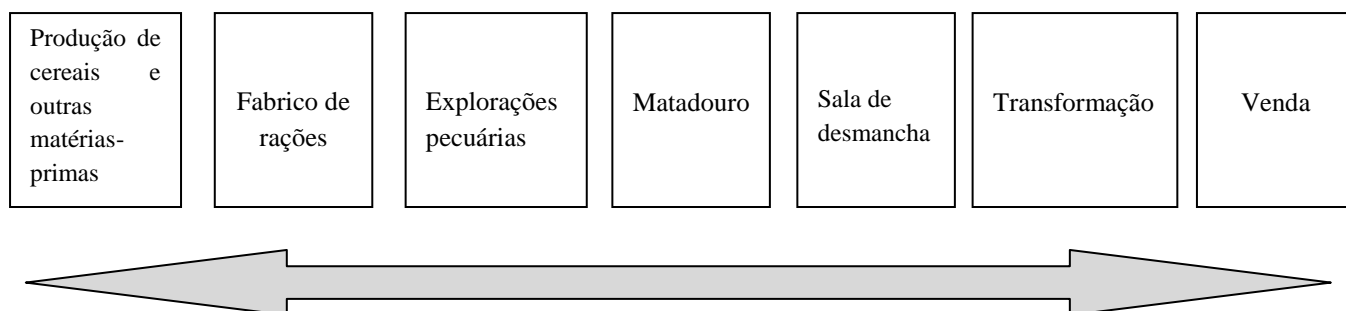 Produção de
cereais e
outras
matérias-
primas
Fabrico de
rações
Explorações
pecuárias
Matadouro
Sala de
desmancha
Transformação
Venda